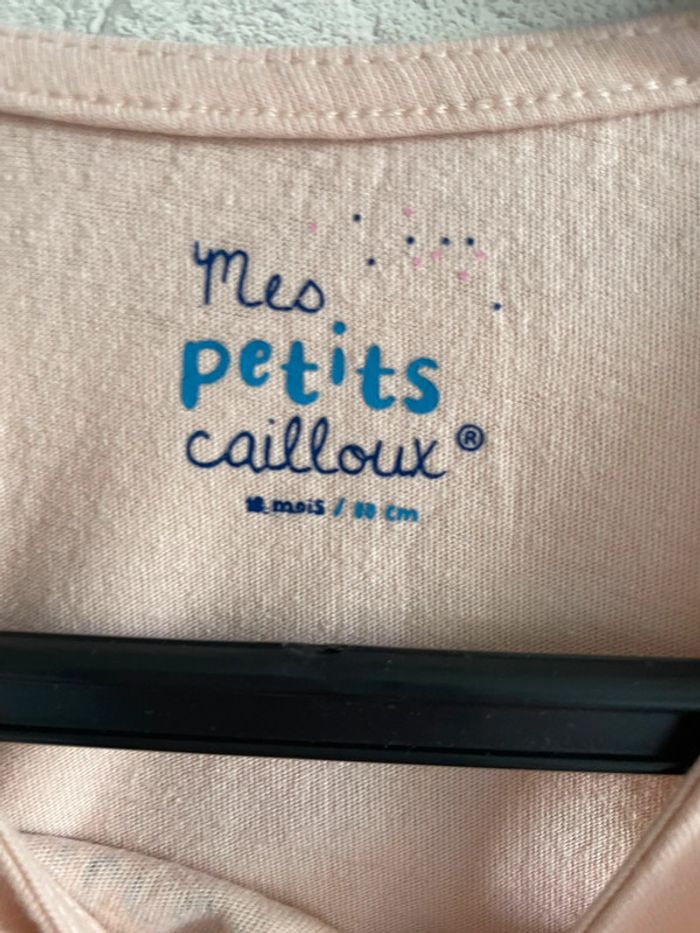 Mes
petits
cailloux®
mois / cm